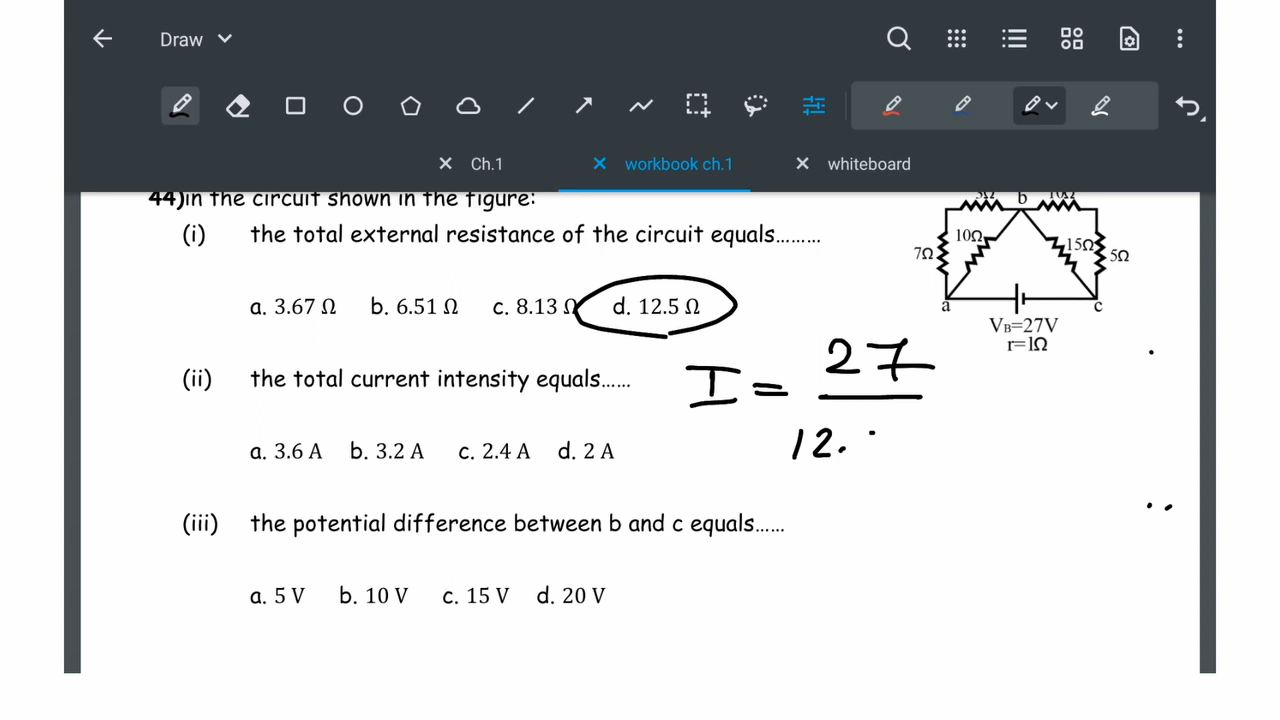 Draw
Ch.1
workbook ch.1
whiteboard
44)in the circuit shown in the figure:
(i) the total external resistance of the circuit equals.........
a. 3.67 Ω b. 6.51 Ω c. 8.13 Ω d. 12.5 Ω
(ii) the total current intensity equals......
a. 3.6 A b. 3.2 A c. 2.4 A d. 2 A
(iii) the potential difference between b and c equals......
a. 5 V b. 10 V c. 15 V d. 20 V
b
10Ω
15Ω
7Ω
5Ω
a
c
VB=27V
r=1Ω
I = 27
12.